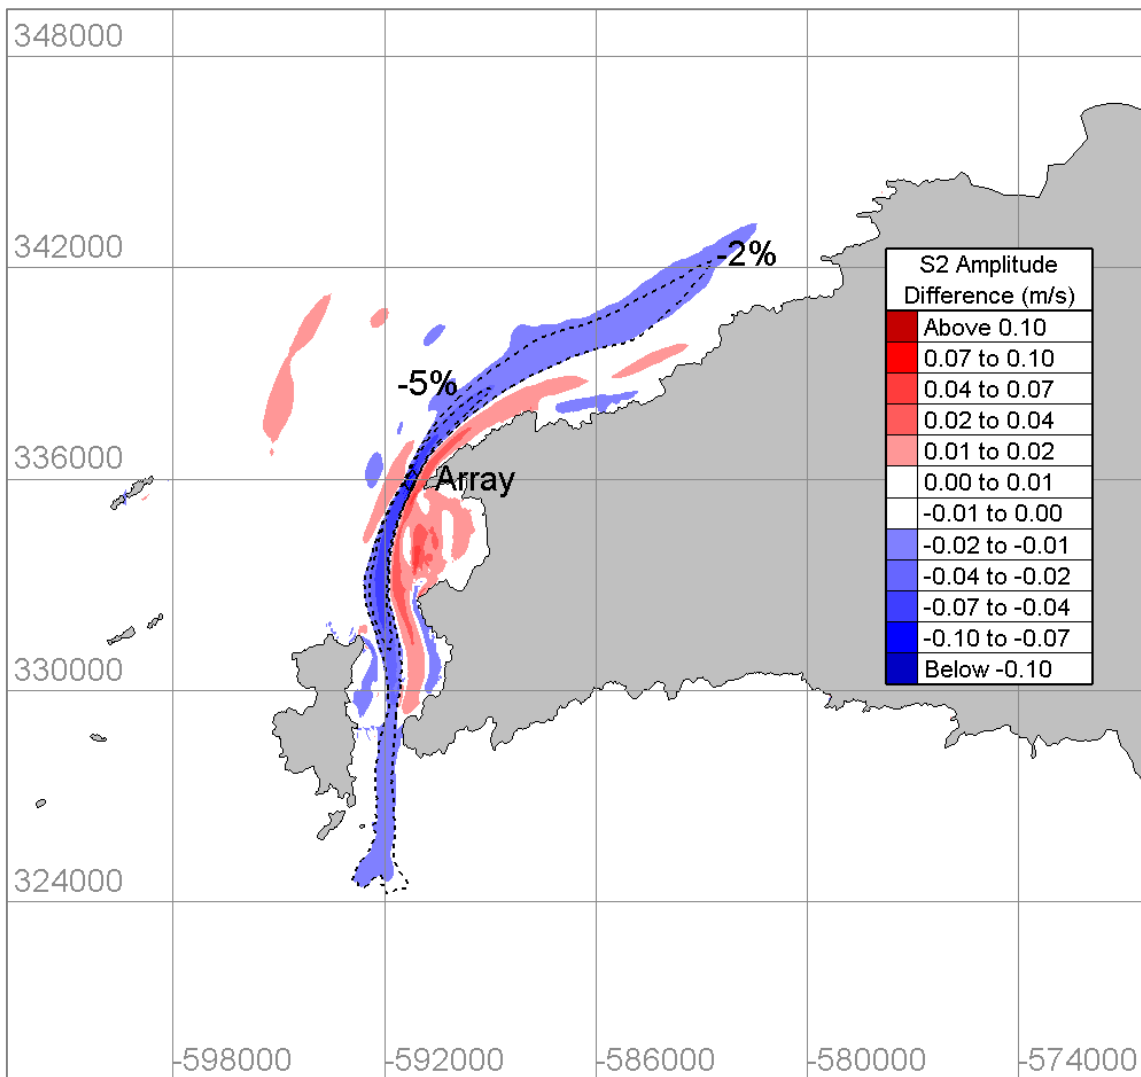 348000
342000
-2%
S2 Amplitude
Difference (m/s)
Above 0.10
0.07 to 0.10
0.04 to 0.07
0.02 to 0.04
0.01 to 0.02
0.00 to 0.01
-0.01 to 0.00
-0.02 to -0.01
-0.04 to -0.02
-0.07 to -0.04
-0.10 to -0.07
Below -0.10
-5%
336000
Array
330000
324000
-598000
-592000
-586000
-580000
-574000